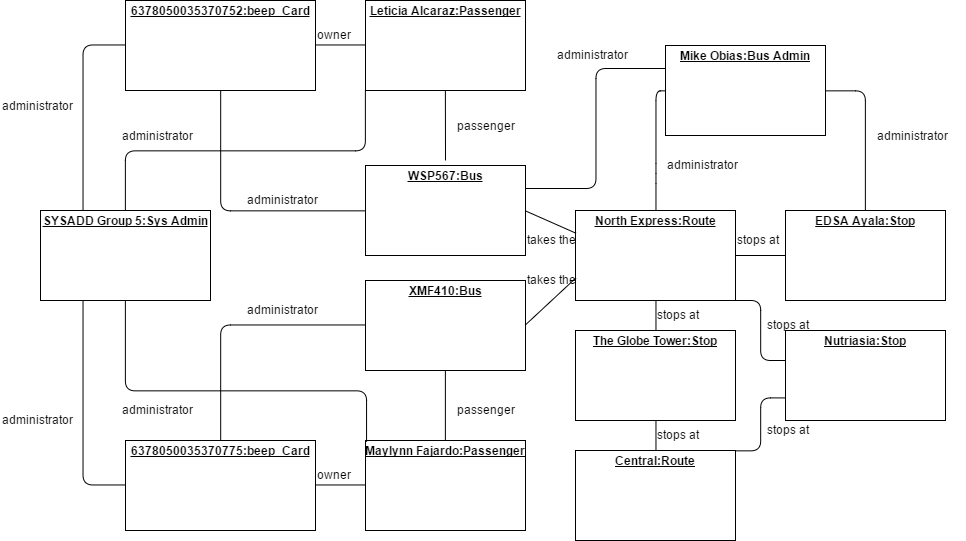 6378050035370752:beep_Card
owner
Leticia Alcaraz:Passenger
administrator
Mike Obias:Bus Admin
administrator
administrator
passenger
administrator
administrator
WSP567:Bus
administrator
SYSADD Group 5:Sys Admin
North Express:Route
EDSA Ayala:Stop
takes the
stops at
takes the
XMF410:Bus
administrator
stops at
stops at
The Globe Tower:Stop
Nutriasia:Stop
administrator
administrator
passenger
stops at
stops at
6378050035370775:beep_Card
owner
Maylynn Fajardo:Passenger
Central:Route